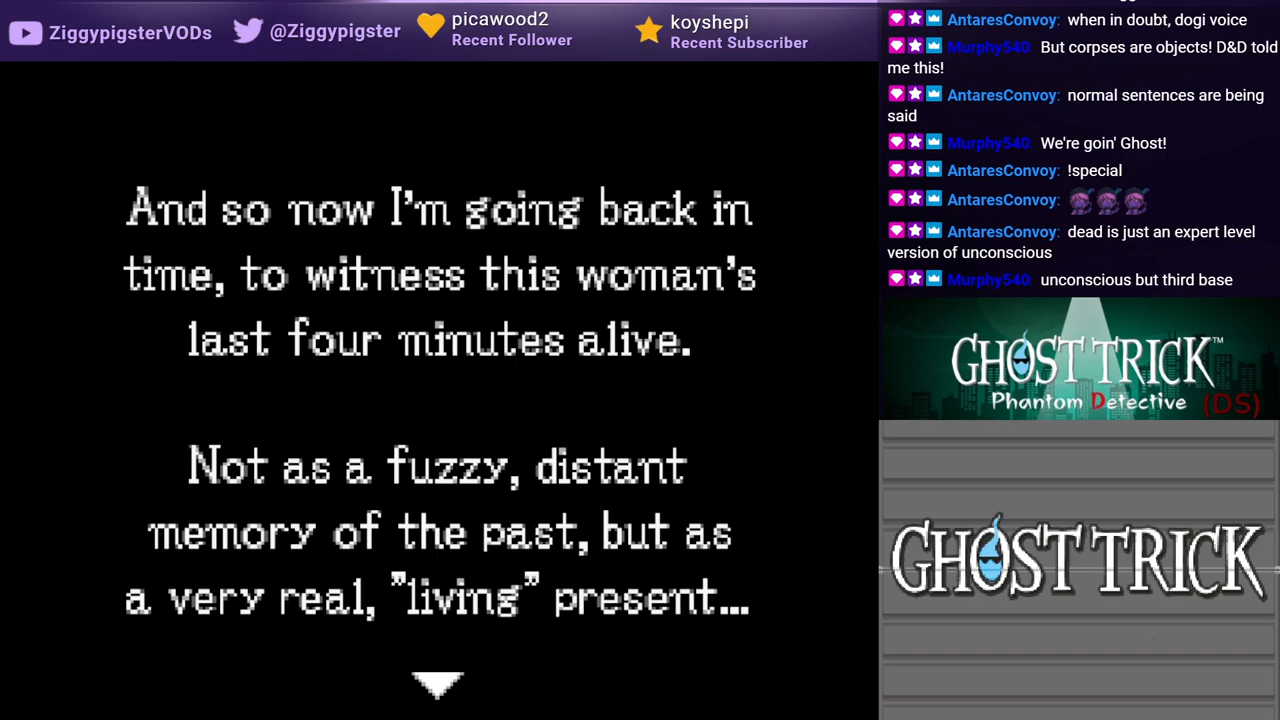 ZiggypigsterVODs
@Ziggypigster
picawood2
Recent Follower
koyshepi
Recent Subscriber
And so now I'm going back in
time, to witness this woman's
last four minutes alive.
Not as a fuzzy, distant
memory of the past, but as
a very real, "living" present...
AntaresConvoy: when in doubt, dogi voice
Murphy540: But corpses are objects! D&D told
me this!
AntaresConvoy: normal sentences are being
said
Murphy540: We're goin' Ghost!
AntaresConvoy: !special
AntaresConvoy:
AntaresConvoy: dead is just an expert level
version of unconscious
Murphy540: unconscious but third base
GHOST TRICK™
Phantom Detective (DS)
GHOST TRICK